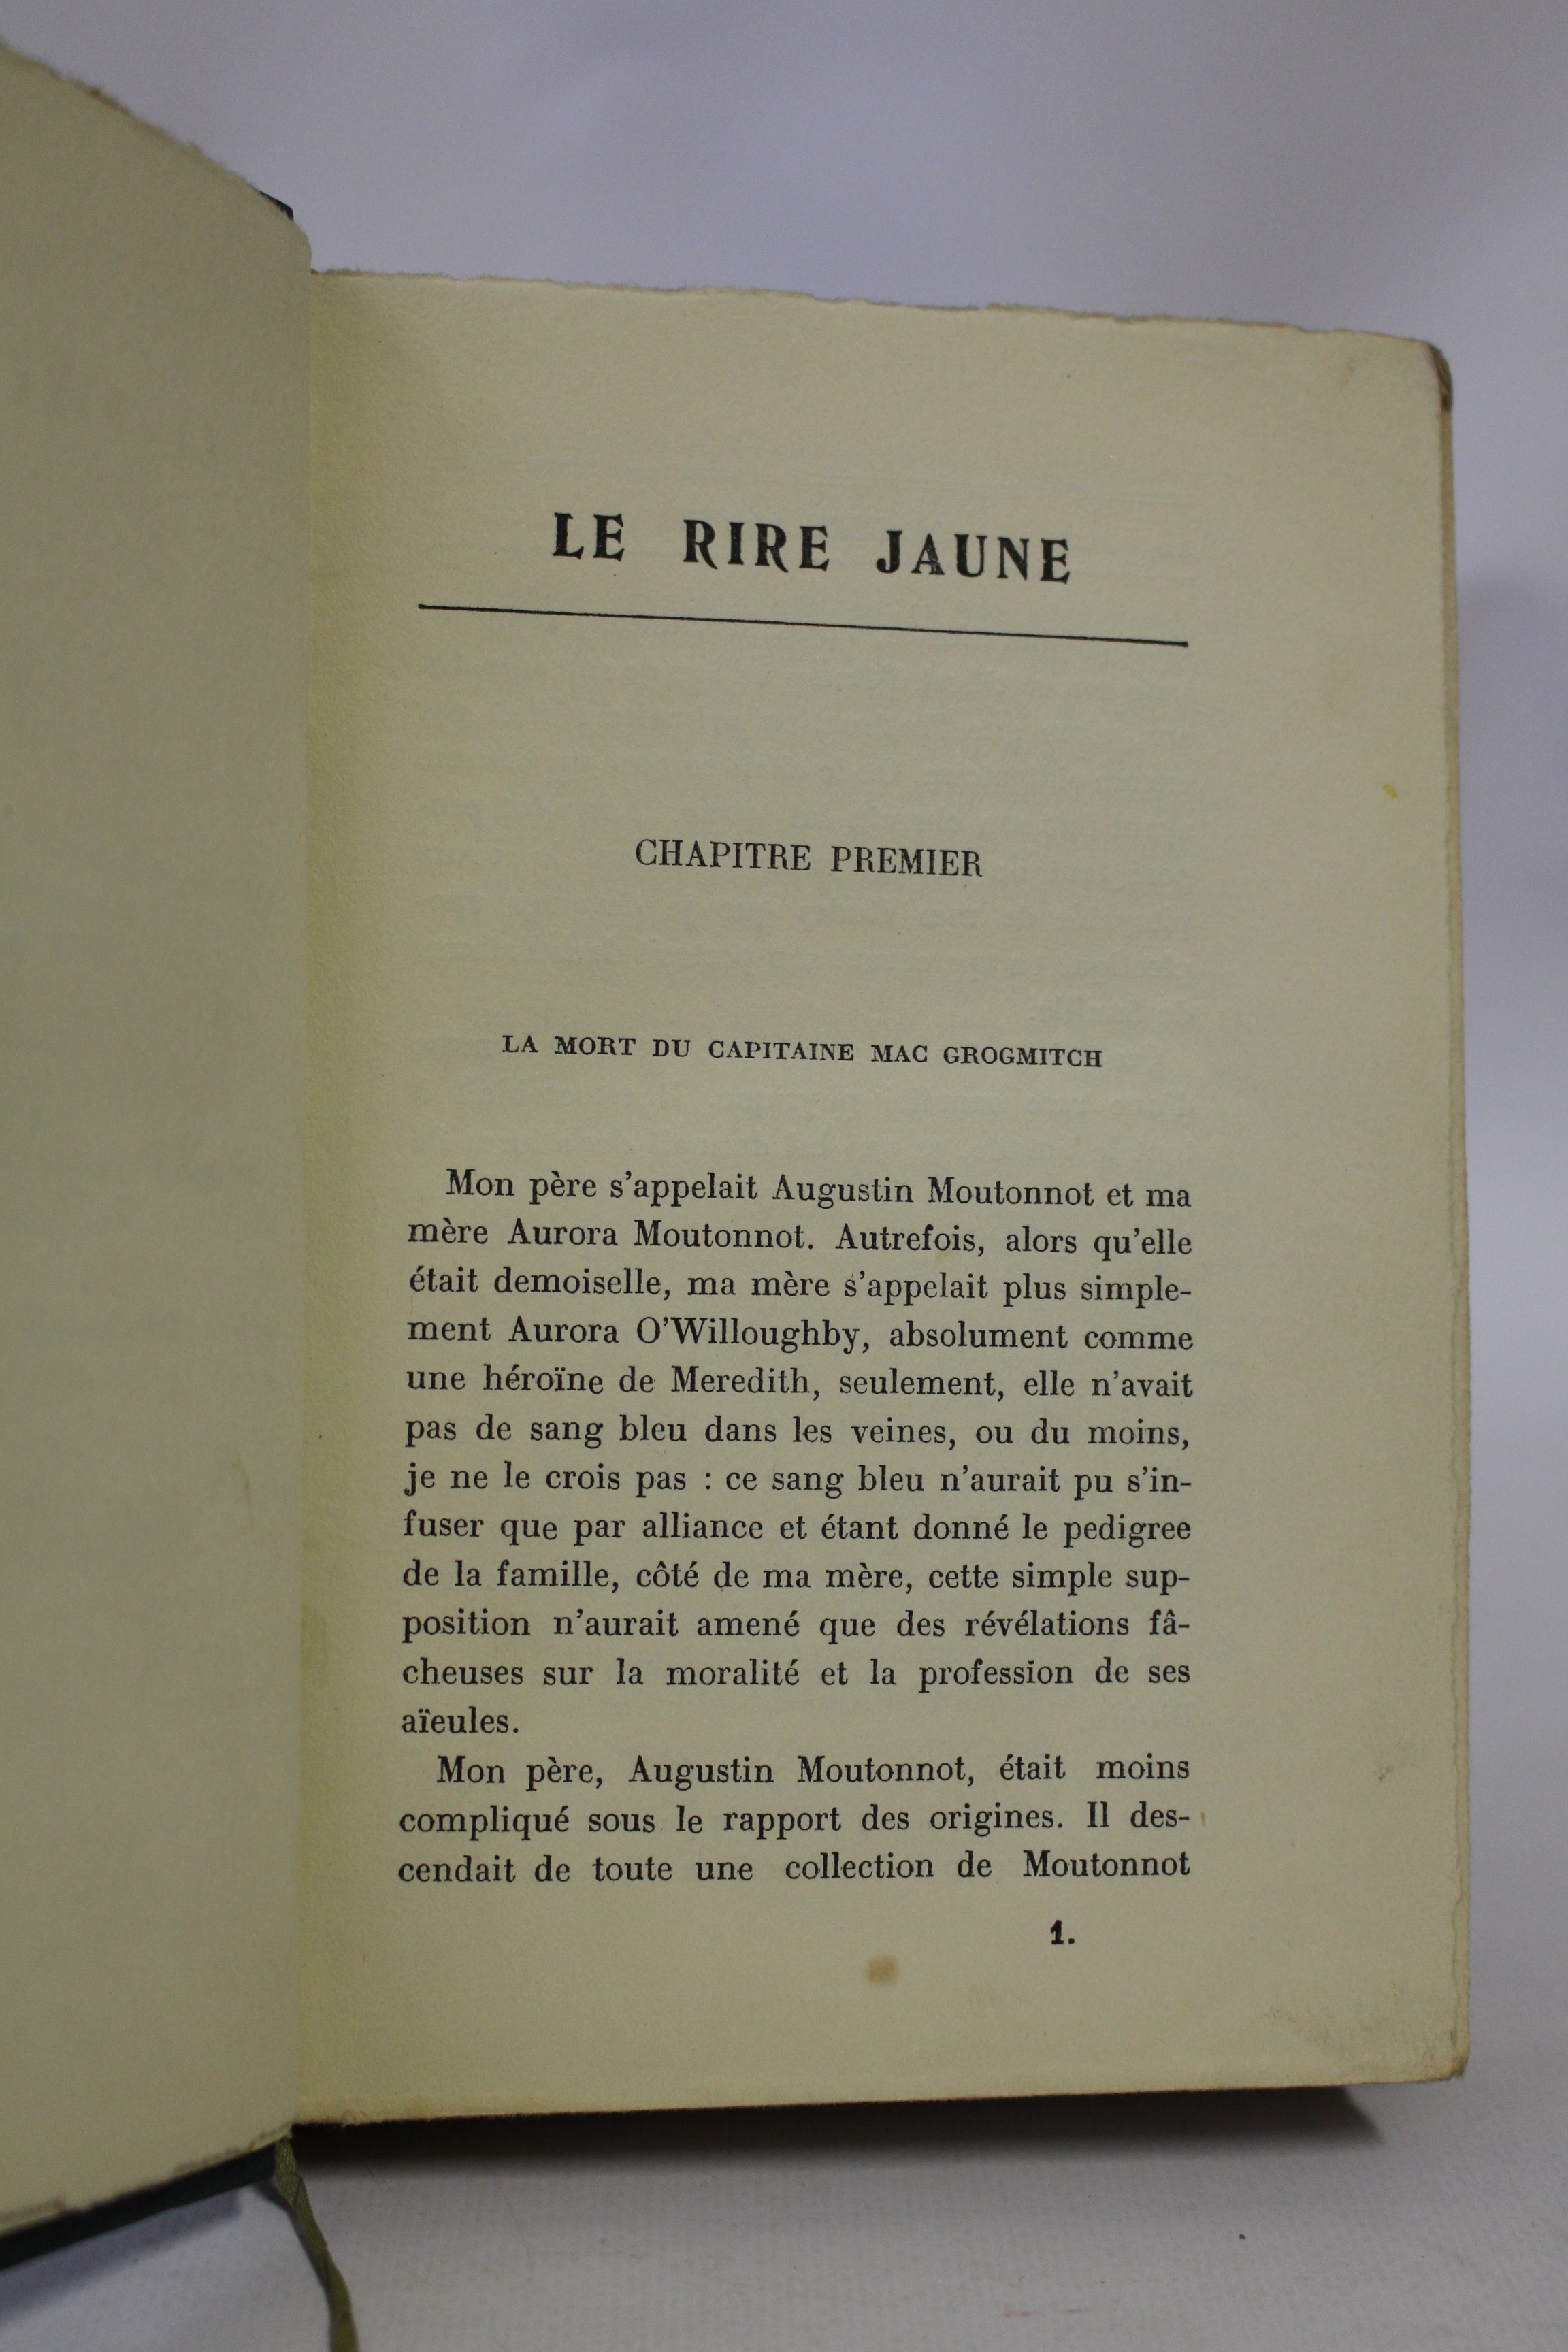 LE RIRE JAUNE
CHAPITRE PREMIER
LA MORT DU CAPITAINE MAC GROGMITCH
Mon père s'appelait Augustin Moutonnot et ma
mère Aurora Moutonnot. Autrefois, alors qu'elle
était demoiselle, ma mère s'appelait plus simple-
ment Aurora O'Willoughby, absolument comme
une héroïne de Meredith, seulement, elle n'avait
pas de sang bleu dans les veines, ou du moins,
je ne le crois pas : ce sang bleu n'aurait pu s'in-
fuser que par alliance et étant donné le pedigree
de la famille, côté de ma mère, cette simple sup-
position n'aurait amené que des révélations fâ-
cheuses sur la moralité et la profession de ses
aïeules.
Mon père, Augustin Moutonnot, était moins
compliqué sous le rapport des origines. Il des-
cendait de toute une collection de Moutonnot
1.